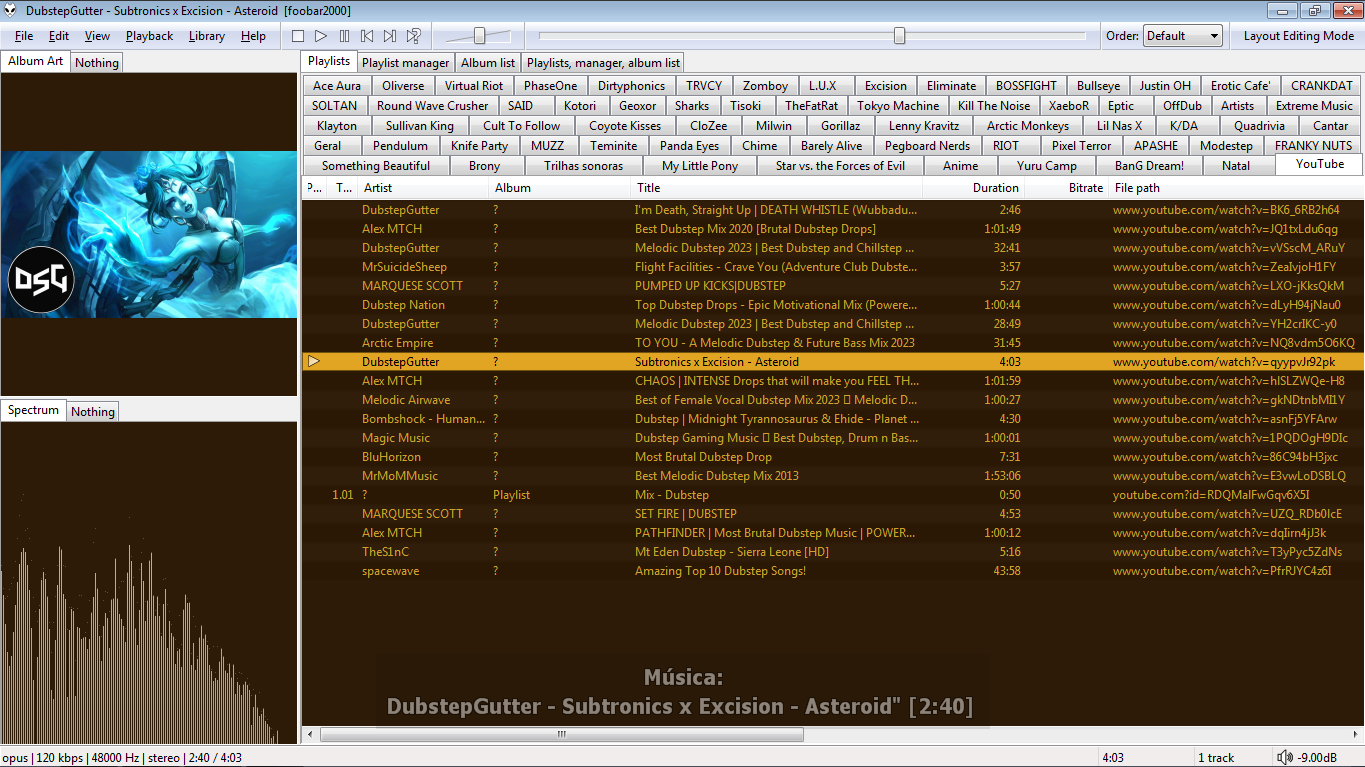 DubstepGutter - Subtronics x Excision - Asteroid [foobar2000]
File Edit View Playback Library Help Order: Default Layout Editing Mode
Album Art Nothing
Playlists Playlist manager Album list Playlists, manager, album list
Ace Aura Oliverse Virtual Riot PhaseOne Dirtyphonics TRVCY Zomboy L.U.X Excision Eliminate BOSSFIGHT Bullseye Justin OH Erotic Cafe' CRANKDAT
SOLTAN Round Wave Crusher SAID Kotori Geoxor Sharks Tisoki TheFatRat Tokyo Machine Kill The Noise XaeboR Eptic OffDub Artists Extreme Music
Klayton Sullivan King Cult To Follow Coyote Kisses CloZee Milwin Gorillaz Lenny Kravitz Arctic Monkeys Lil Nas X K/DA Quadrivia Cantar
Geral Pendulum Knife Party MUZZ Teminite Panda Eyes Chime Barely Alive Pegboard Nerds RIOT Pixel Terror APASHE Modestep FRANKY NUTS
Something Beautiful Brony Trilhas sonoras My Little Pony Star vs. the Forces of Evil Anime Yuru Camp BanG Dream! Natal YouTube
P... T... Artist Album Title Duration Bitrate File path
DubstepGutter ? I'm Death, Straight Up | DEATH WHISTLE (Wubbadu... 2:46 www.youtube.com/watch?v=BK6_6RB2h64
Alex MTCH ? Best Dubstep Mix 2020 [Brutal Dubstep Drops] 1:01:49 www.youtube.com/watch?v=JQ1txLdu6qg
DubstepGutter ? Melodic Dubstep 2023 | Best Dubstep and Chillstep ... 32:41 www.youtube.com/watch?v=vVSscM_ARuY
MrSuicideSheep ? Flight Facilities - Crave You (Adventure Club Dubste... 3:57 www.youtube.com/watch?v=ZeaIvjoH1FY
MARQUESE SCOTT ? PUMPED UP KICKS|DUBSTEP 5:27 www.youtube.com/watch?v=LXO-jKksQkM
Dubstep Nation ? Top Dubstep Drops - Epic Motivational Mix (Powere... 1:00:44 www.youtube.com/watch?v=dLyH94jNau0
DubstepGutter ? Melodic Dubstep 2023 | Best Dubstep and Chillstep ... 28:49 www.youtube.com/watch?v=YH2crIKC-y0
Arctic Empire ? TO YOU - A Melodic Dubstep & Future Bass Mix 2023 31:45 www.youtube.com/watch?v=NQ8vdm5O6KQ
DubstepGutter ? Subtronics x Excision - Asteroid 4:03 www.youtube.com/watch?v=qyypvJr92pk
Alex MTCH ? CHAOS | INTENSE Drops that will make you FEEL TH... 1:01:59 www.youtube.com/watch?v=hISLZWQe-H8
Melodic Airwave ? Best of Female Vocal Dubstep Mix 2023 Melodic D... 1:00:27 www.youtube.com/watch?v=gkNDtnbMI1Y
Bombshock - Human... ? Dubstep | Midnight Tyrannosaurus & Ehide - Planet ... 4:30 www.youtube.com/watch?v=asnFj5YFArw
Magic Music ? Dubstep Gaming Music Best Dubstep, Drum n Bas... 1:00:01 www.youtube.com/watch?v=1PQDOgH9DIc
BluHorizon ? Most Brutal Dubstep Drop 7:31 www.youtube.com/watch?v=86C94bH3jxc
MrMoMMusic ? Best Melodic Dubstep Mix 2013 1:53:06 www.youtube.com/watch?v=E3vwLoDSBLQ
1.01 ? Playlist Mix - Dubstep 0:50 youtube.com?id=RDQMalFwGqv6X5I
MARQUESE SCOTT ? SET FIRE | DUBSTEP 4:53 www.youtube.com/watch?v=UZQ_RDb0IcE
Alex MTCH ? PATHFINDER | Most Brutal Dubstep Music | POWER... 1:00:12 www.youtube.com/watch?v=dqIirn4jJ3k
TheS1nC ? Mt Eden Dubstep - Sierra Leone [HD] 5:16 www.youtube.com/watch?v=T3yPyc5ZdNs
spacewave ? Amazing Top 10 Dubstep Songs! 43:58 www.youtube.com/watch?v=PfrRJYC4z6I
DSG
Spectrum Nothing
Música:
DubstepGutter - Subtronics x Excision - Asteroid" [2:40]
opus | 120 kbps | 48000 Hz | stereo | 2:40 / 4:03 4:03 1 track -9.00dB